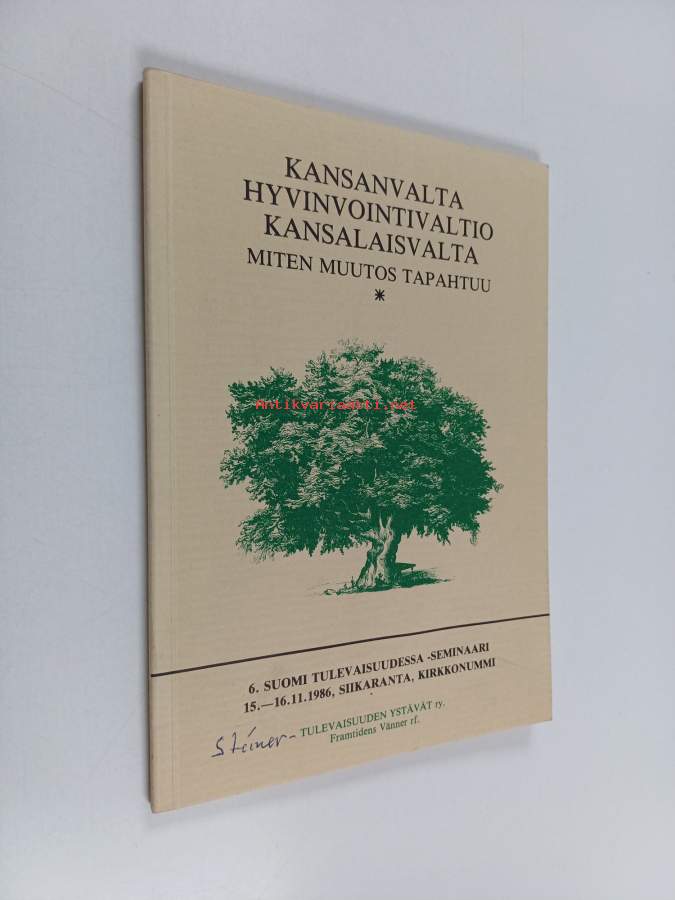 KANSANVALTA
HYVINVOINTIVALTIO
KANSALAISVALTA
MITEN MUUTOS TAPAHTUU
*
Antikvariaatti.net
6. SUOMI TULEVAISUUDESSA -SEMINAARI
15.—16.11.1986, SIIKARANTA, KIRKKONUMMI
Steiner - TULEVAISUUDEN YSTÄVÄT ry.
Framtidens Vänner rf.